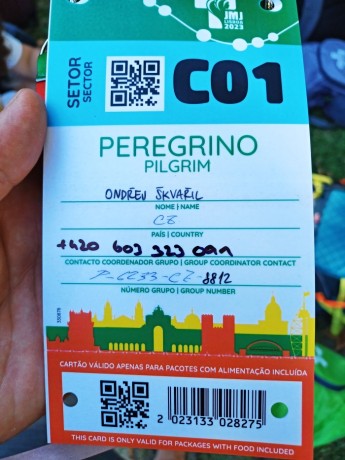 JMJ
LISBOA
2023
SETOR
SECTOR
C01
PEREGRINO
PILGRIM
ONDŘEJ ŠKVAŘIL
NOME | NAME
CZ
PAÍS | COUNTRY
+420 603 323 091
CONTACTO COORDENADOR GRUPO | GROUP COORDINATOR CONTACT
P-6233-CZ-8812
NÚMERO GRUPO | GROUP NUMBER
CARTÃO VÁLIDO APENAS PARA PACOTES COM ALIMENTAÇÃO INCLUÍDA
2 023133 028275
THIS CARD IS ONLY VALID FOR PACKAGES WITH FOOD INCLUDED